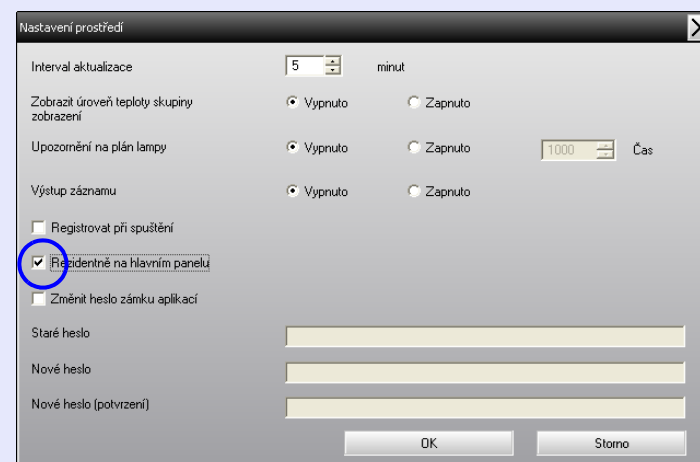 Nastavení prostředí
Interval aktualizace 5 minut
Zobrazit úroveň teploty skupiny
zobrazení Vypnuto Zapnuto
Upozornění na plán lampy Vypnuto Zapnuto 1000 Čas
Výstup záznamu Vypnuto Zapnuto
Registrovat při spuštění
Rezidentně na hlavním panelu
Změnit heslo zámku aplikací
Staré heslo
Nové heslo
Nové heslo (potvrzení)
OK Storno